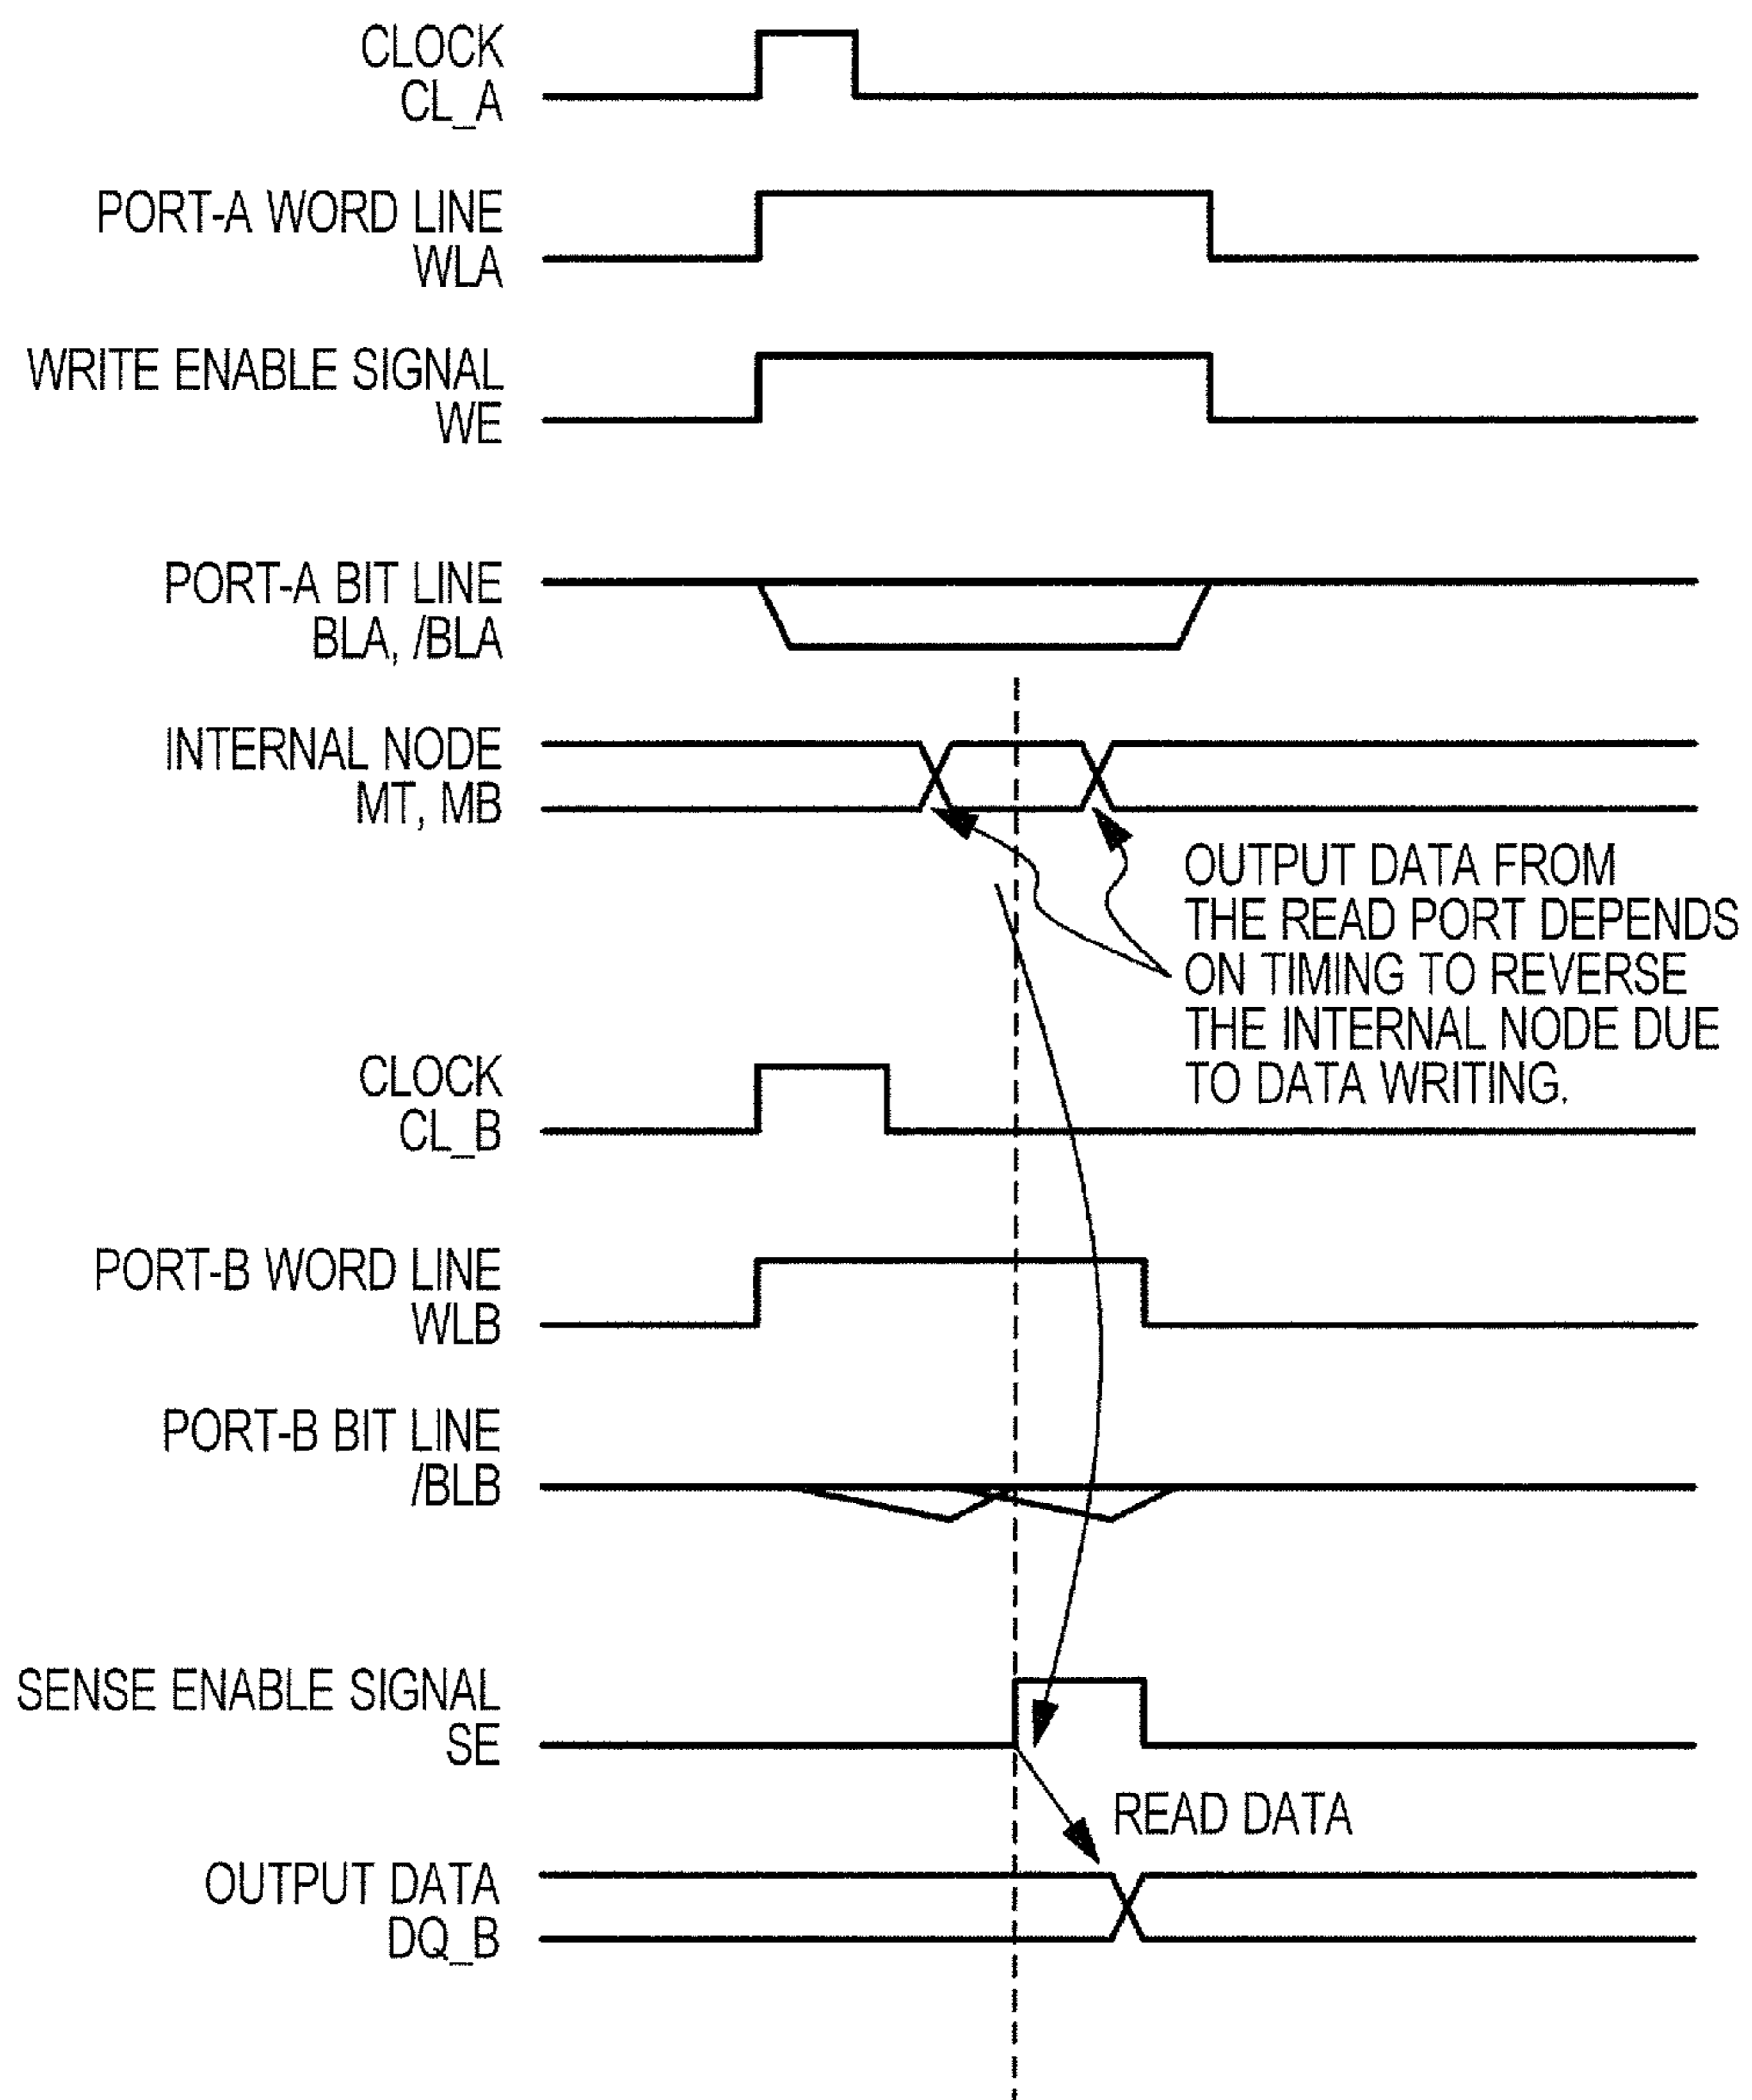 CLOCK
CL_A
PORT-A WORD LINE
WLA
WRITE ENABLE SIGNAL
WE
PORT-A BIT LINE
BLA, /BLA
INTERNAL NODE
MT, MB
OUTPUT DATA FROM
THE READ PORT DEPENDS
ON TIMING TO REVERSE
THE INTERNAL NODE DUE
TO DATA WRITING.
CLOCK
CL_B
PORT-B WORD LINE
WLB
PORT-B BIT LINE
/BLB
SENSE ENABLE SIGNAL
SE
READ DATA
OUTPUT DATA
DQ_B